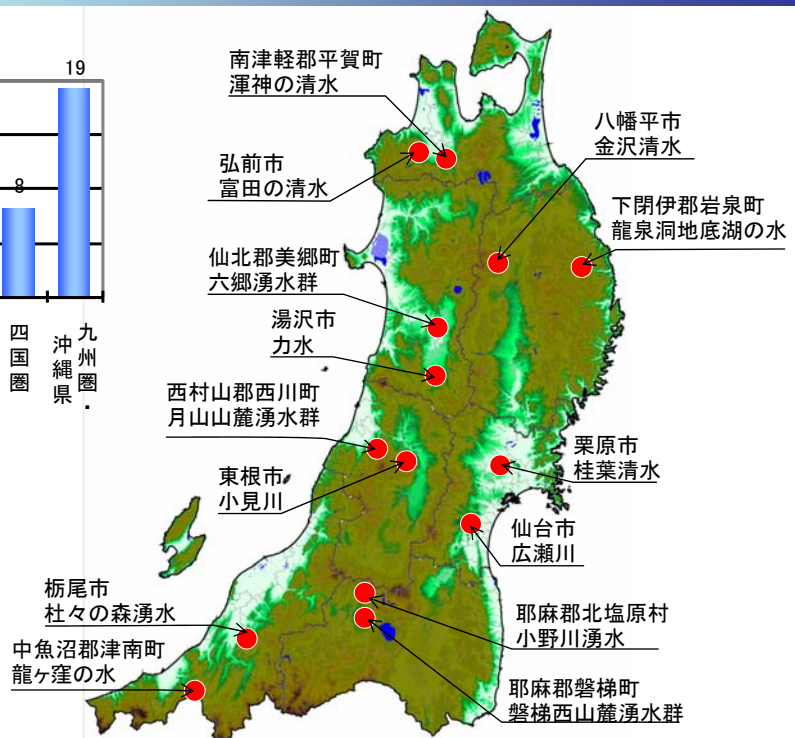 19
8
四国圏
九州圏・
沖縄県
南津軽郡平賀町
渾神の清水
弘前市
富田の清水
八幡平市
金沢清水
下閉伊郡岩泉町
龍泉洞地底湖の水
仙北郡美郷町
六郷湧水群
湯沢市
力水
西村山郡西川町
月山山麓湧水群
東根市
小見川
栗原市
桂葉清水
仙台市
広瀬川
栃尾市
杜々の森湧水
中魚沼郡津南町
龍ヶ窪の水
耶麻郡北塩原村
小野川湧水
耶麻郡磐梯町
磐梯西山麓湧水群